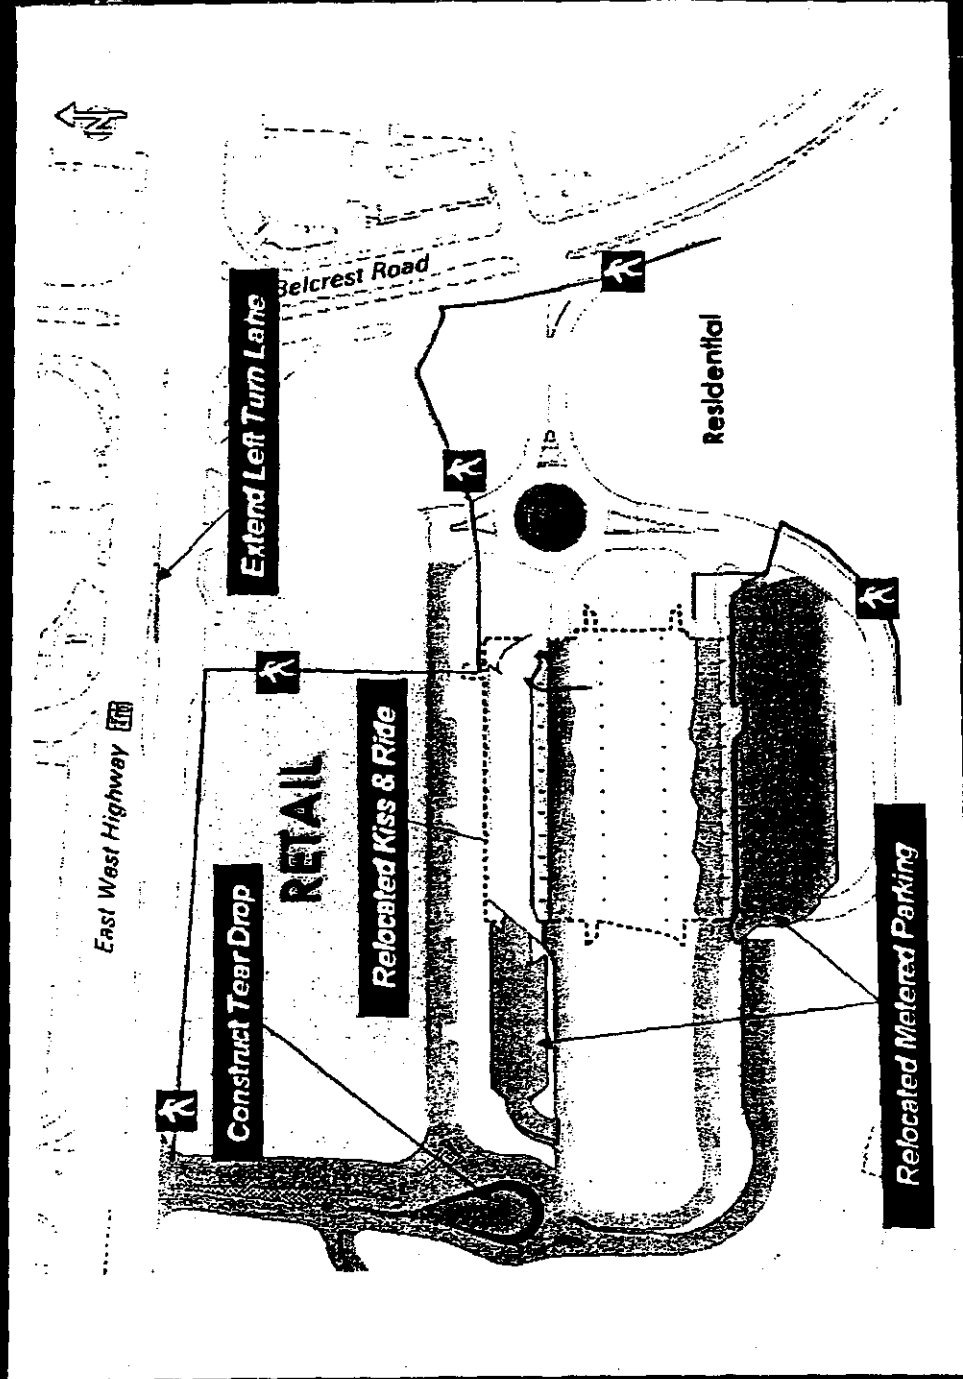 N
Belcrest Road
Extend Left Turn Lane
East West Highway
RETAIL
Relocated Kiss & Ride
Construct Tear Drop
Residential
Relocated Metered Parking